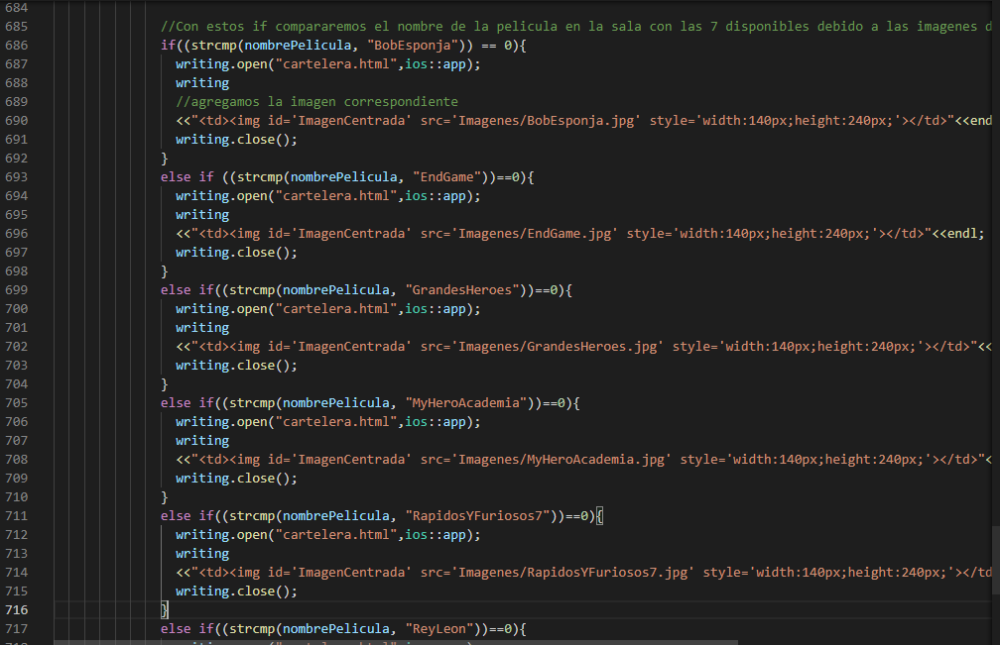 684
685 //Con estos if compararemos el nombre de la pelicula en la sala con las 7 disponibles debido a las imagenes d
686 if((strcmp(nombrePelicula, "BobEsponja")) == 0){
687 writing.open("cartelera.html",ios::app);
688 writing
689 //agregamos la imagen correspondiente
690 <<"<td><img id='ImagenCentrada' src='Imagenes/BobEsponja.jpg' style='width:140px;height:240px;'></td>"<<end
691 writing.close();
692 }
693 else if ((strcmp(nombrePelicula, "EndGame"))==0){
694 writing.open("cartelera.html",ios::app);
695 writing
696 <<"<td><img id='ImagenCentrada' src='Imagenes/EndGame.jpg' style='width:140px;height:240px;'></td>"<<endl;
697 writing.close();
698 }
699 else if((strcmp(nombrePelicula, "GrandesHeroes"))==0){
700 writing.open("cartelera.html",ios::app);
701 writing
702 <<"<td><img id='ImagenCentrada' src='Imagenes/GrandesHeroes.jpg' style='width:140px;height:240px;'></td>"<<
703 writing.close();
704 }
705 else if((strcmp(nombrePelicula, "MyHeroAcademia"))==0){
706 writing.open("cartelera.html",ios::app);
707 writing
708 <<"<td><img id='ImagenCentrada' src='Imagenes/MyHeroAcademia.jpg' style='width:140px;height:240px;'></td>"<
709 writing.close();
710 }
711 else if((strcmp(nombrePelicula, "RapidosYFuriosos7"))==0){
712 writing.open("cartelera.html",ios::app);
713 writing
714 <<"<td><img id='ImagenCentrada' src='Imagenes/RapidosYFuriosos7.jpg' style='width:140px;height:240px;'></td
715 writing.close();
716 }
717 else if((strcmp(nombrePelicula, "ReyLeon"))==0){